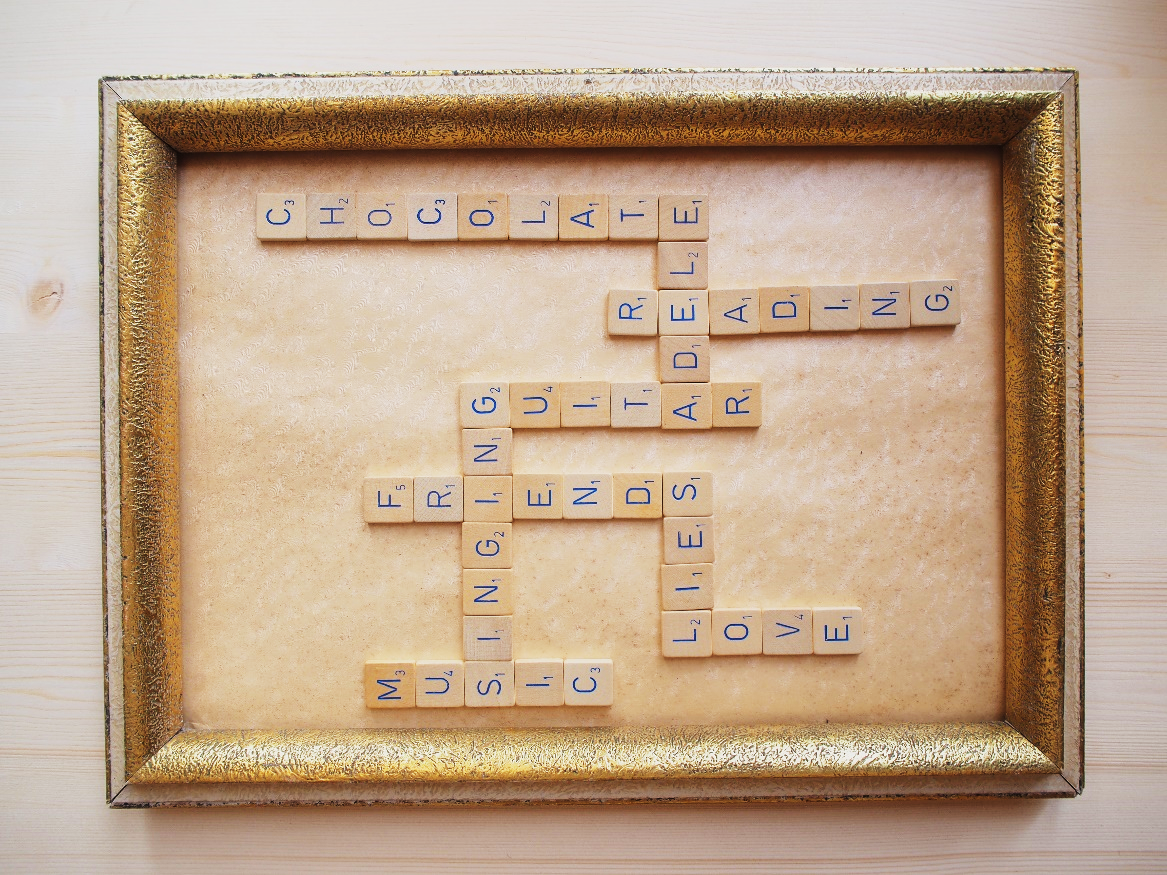 CHOCOLATE
ADELE
READING
GUITAR
SINGING
FRIENDS
LIES
LOVE
MUSIC